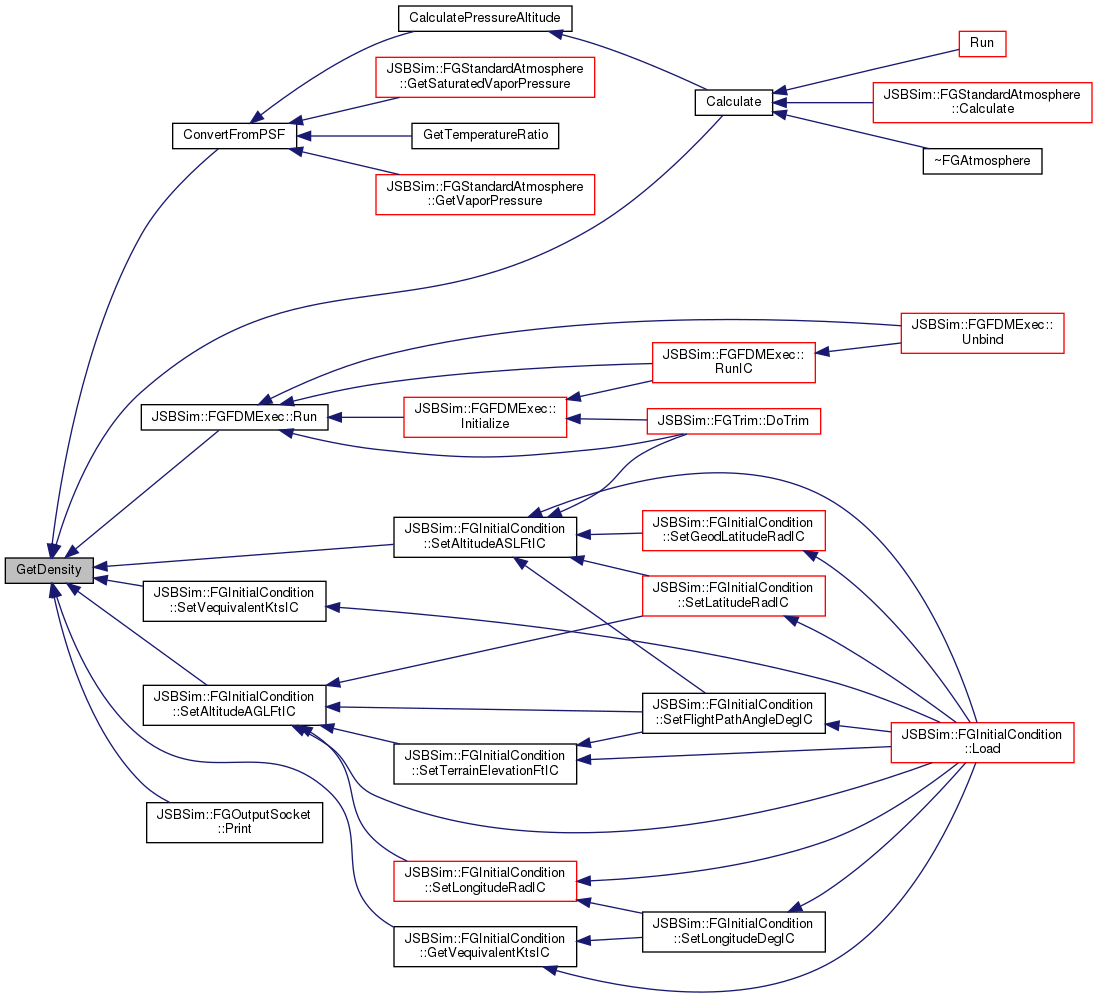 CalculatePressureAltitude
Run
JSBSim::FGStandardAtmosphere
::GetSaturatedVaporPressure
JSBSim::FGStandardAtmosphere
::Calculate
Calculate
ConvertFromPSF
GetTemperatureRatio
~FGAtmosphere
JSBSim::FGStandardAtmosphere
::GetVaporPressure
JSBSim::FGFDMExec::
Unbind
JSBSim::FGFDMExec::
RunIC
JSBSim::FGFDMExec::Run
JSBSim::FGFDMExec::
Initialize
JSBSim::FGTrim::DoTrim
JSBSim::FGInitialCondition
::SetAltitudeASLFtIC
JSBSim::FGInitialCondition
::SetGeodLatitudeRadIC
GetDensity
JSBSim::FGInitialCondition
::SetVequivalentKtsIC
JSBSim::FGInitialCondition
::SetLatitudeRadIC
JSBSim::FGInitialCondition
::SetAltitudeAGLFtIC
JSBSim::FGInitialCondition
::SetFlightPathAngleDegIC
JSBSim::FGInitialCondition
::Load
JSBSim::FGInitialCondition
::SetTerrainElevationFtIC
JSBSim::FGOutputSocket
::Print
JSBSim::FGInitialCondition
::SetLongitudeRadIC
JSBSim::FGInitialCondition
::SetLongitudeDegIC
JSBSim::FGInitialCondition
::GetVequivalentKtsIC